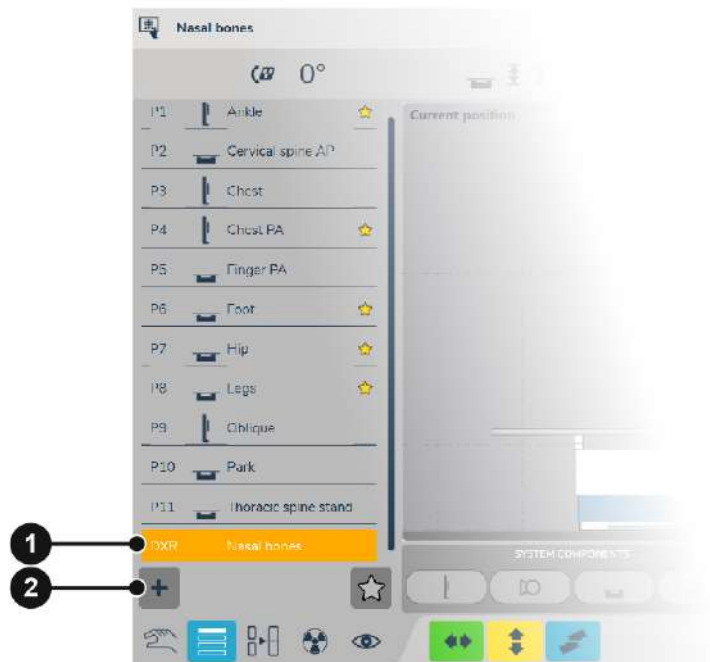 Nasal bones
0°
P1 Ankle
Current position
P2 Cervical spine AP
P3 Chest
P4 Chest PA
P5 Finger PA
P6 Foot
P7 Hip
P8 Legs
P9 Oblique
P10 Park
P11 Thoracic spine stand
1
DXR Nasal bones
SYSTEM COMPONENTS
2
+